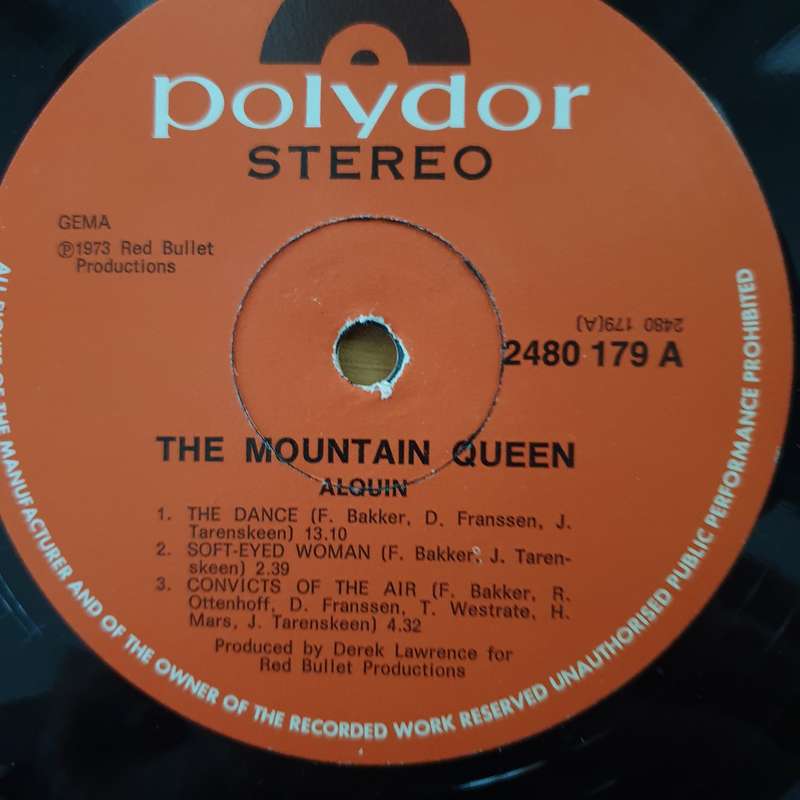 polydor
STEREO
GEMA
℗1973 Red Bullet
Productions
2480 179(A)
2480 179 A
THE MOUNTAIN QUEEN
ALQUIN
1. THE DANCE (F. Bakker, D. Franssen, J.
Tarenskeen) 13.10
2. SOFT-EYED WOMAN (F. Bakker, J. Taren-
skeen) 2.39
3. CONVICTS OF THE AIR (F. Bakker, R.
Ottenhoff, D. Franssen, T. Westrate, H.
Mars, J. Tarenskeen) 4.32
Produced by Derek Lawrence for
Red Bullet Productions
ALL RIGHTS OF THE MANUFACTURER AND OF THE OWNER OF THE RECORDED WORK RESERVED UNAUTHORISED PUBLIC PERFORMANCE PROHIBITED